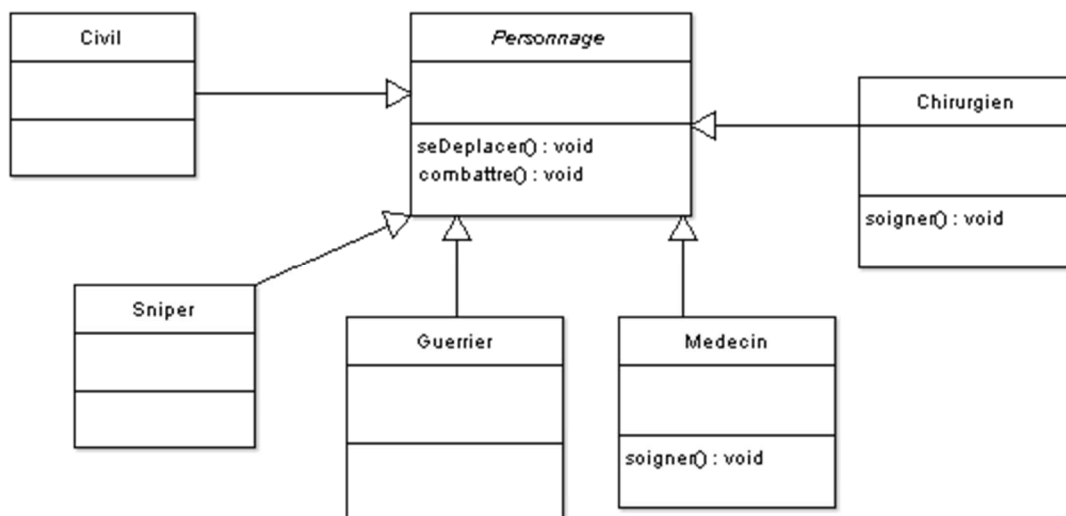 Civil
Personnage
seDeplacer() : void
combattre() : void
Chirurgien
soigner() : void
Sniper
Guerrier
Medecin
soigner() : void